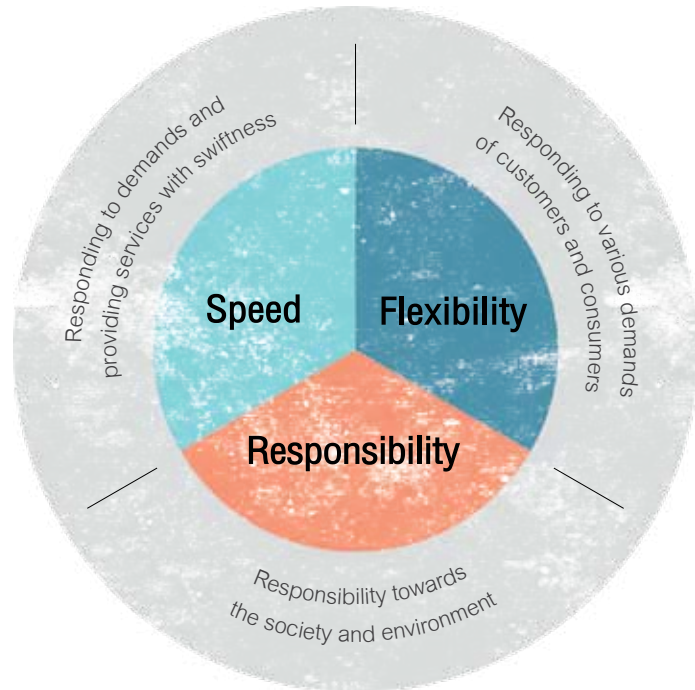 Responding to demands and
providing services with swiftness
Responding to various demands
of customers and consumers
Speed
Flexibility
Responsibility
Responsibility towards
the society and environment